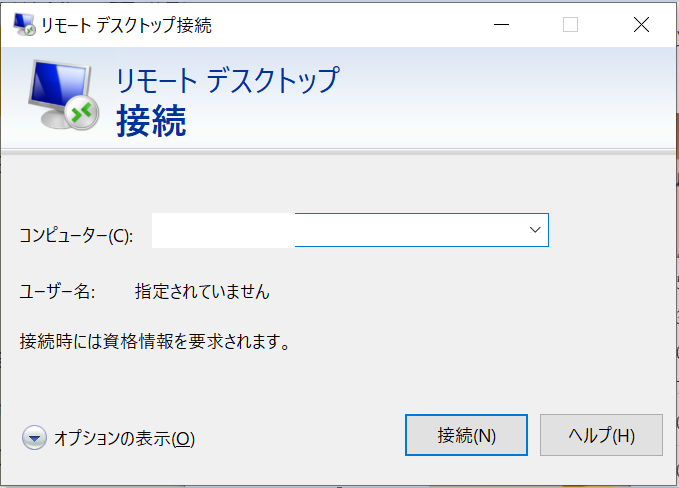 リモート デスクトップ接続
リモート デスクトップ
接続
コンピューター(C):
ユーザー名: 指定されていません
接続時には資格情報を要求されます。
オプションの表示(O)
接続(N)
ヘルプ(H)